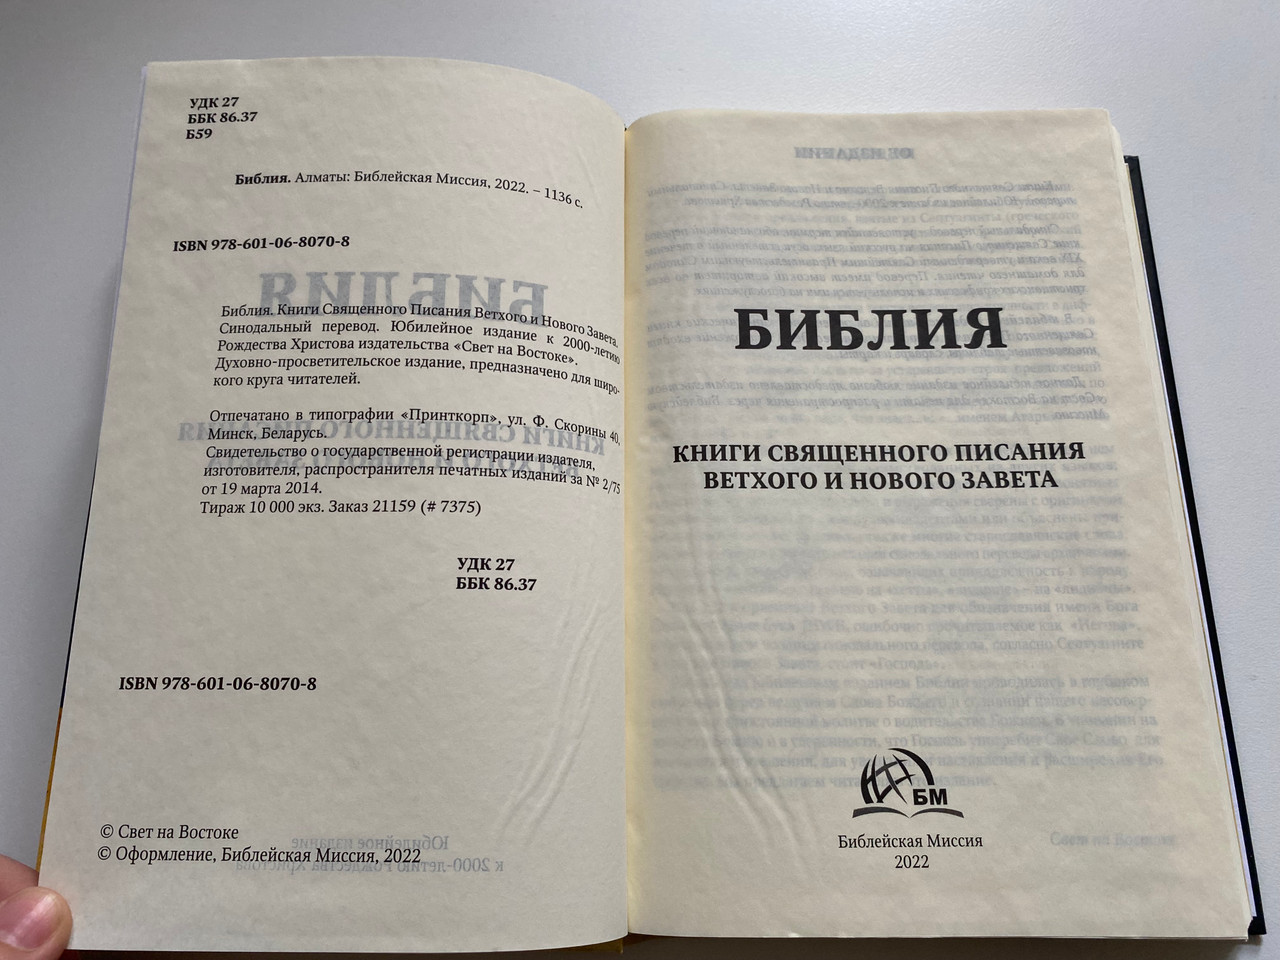 УДК 27
ББК 86.37
Б59
Библия. Алматы: Библейская Миссия, 2022. – 1136 с.
ISBN 978-601-06-8070-8
Библия. Книги Священного Писания Ветхого и Нового Завета.
Синодальный перевод. Юбилейное издание к 2000-летию
Рождества Христова издательства «Свет на Востоке».
Духовно-просветительское издание, предназначено для широ-
кого круга читателей.
Отпечатано в типографии «Принткорп», ул. Ф. Скорины 40,
Минск, Беларусь.
Свидетельство о государственной регистрации издателя,
изготовителя, распространителя печатных изданий за № 2/75
от 19 марта 2014.
Тираж 10 000 экз. Заказ 21159 (# 7375)
УДК 27
ББК 86.37
ISBN 978-601-06-8070-8
© Свет на Востоке
© Оформление, Библейская Миссия, 2022
БИБЛИЯ
КНИГИ СВЯЩЕННОГО ПИСАНИЯ
ВЕТХОГО И НОВОГО ЗАВЕТА
БМ
Библейская Миссия
2022